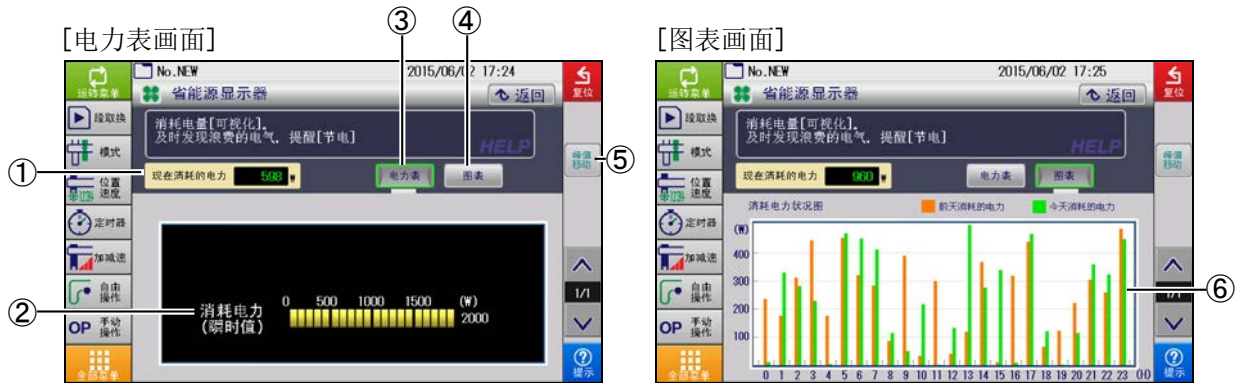 ③ ④
[电力表画面]
No.NEW 2015/06/02 17:24
运转菜单
复位
省能源显示器
返回
段取换
消耗电量[可视化]。
及时发现浪费的电气，提醒[节电]
HELP
模式
峰值
移动
⑤
①
现在消耗的电力 598 W
电力表
图表
位置
速度
定时器
加减速
自由
操作
1/1
②
消耗电力
(瞬时值)
0 500 1000 1500 (W)
2000
OP 手动
操作
全部菜单
提示
[图表画面]
No.NEW 2015/06/02 17:25
运转菜单
复位
省能源显示器
返回
段取换
消耗电量[可视化]。
及时发现浪费的电气，提醒[节电]
HELP
模式
峰值
移动
现在消耗的电力 960 W
电力表
图表
位置
速度
消耗电力状况图
前天消耗的电力
今天消耗的电力
定时器
(W)
400
加减速
300
自由
操作
1/1
⑥
200
OP 手动
操作
100
全部菜单
提示
0 1 2 3 4 5 6 7 8 9 10 11 12 13 14 15 16 17 18 19 20 21 22 23 00